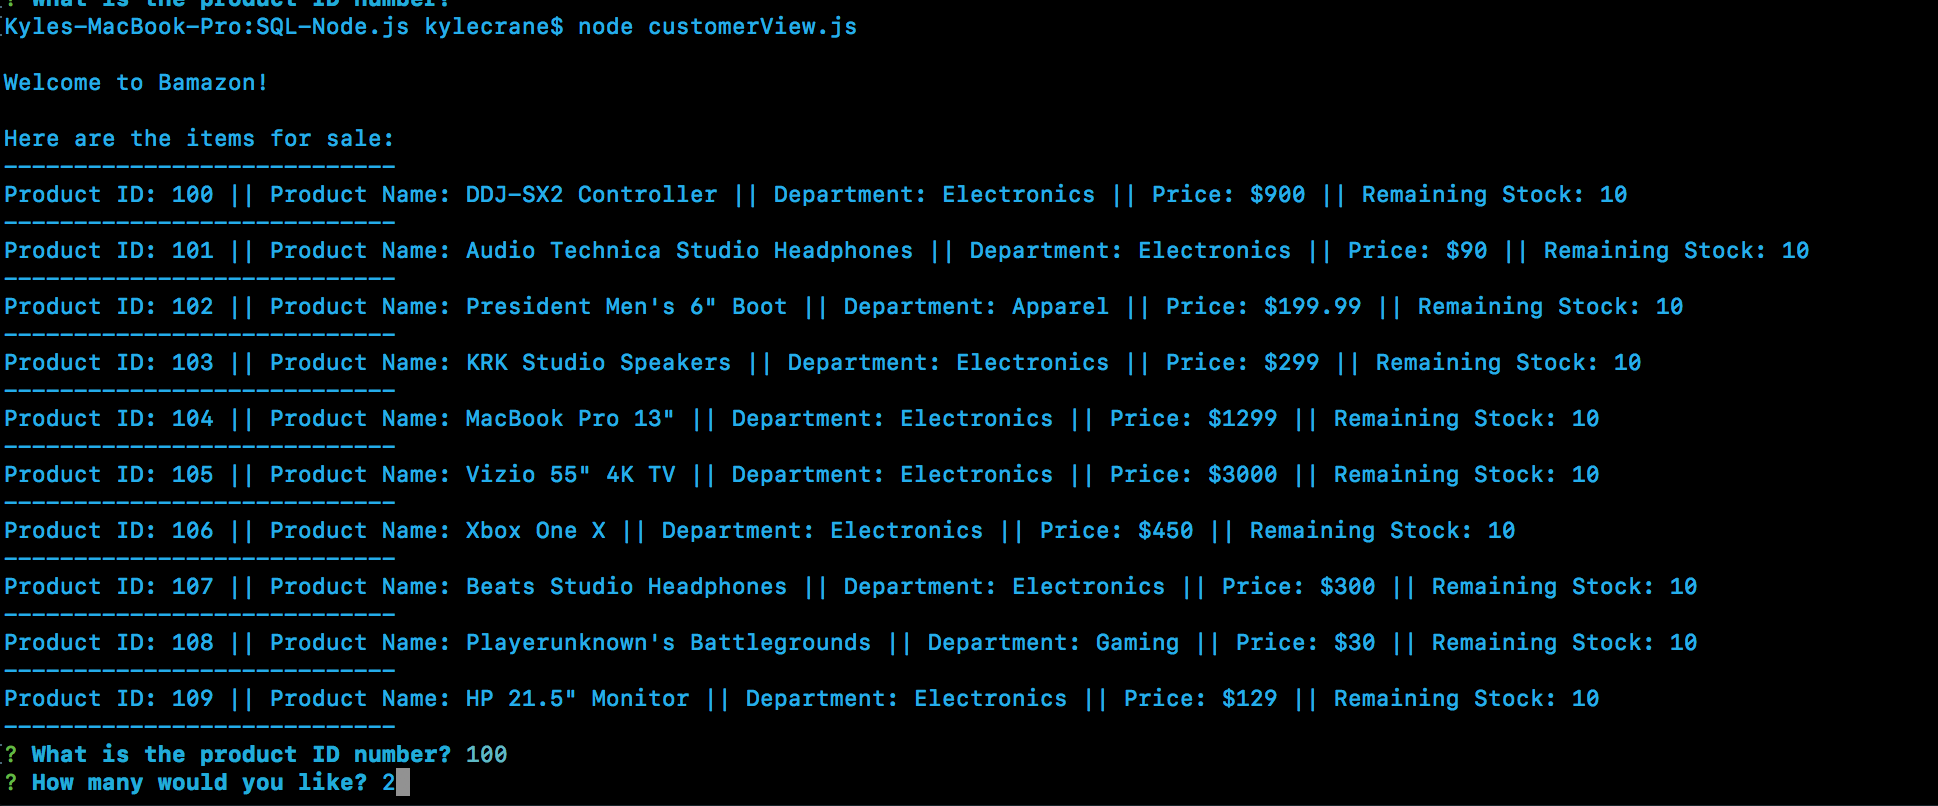 ? What is the product ID number?
Kyles-MacBook-Pro:SQL-Node.js kylecrane$ node customerView.js
Welcome to Bamazon!
Here are the items for sale:
----------------------------
Product ID: 100 || Product Name: DDJ-SX2 Controller || Department: Electronics || Price: $900 || Remaining Stock: 10
----------------------------
Product ID: 101 || Product Name: Audio Technica Studio Headphones || Department: Electronics || Price: $90 || Remaining Stock: 10
----------------------------
Product ID: 102 || Product Name: President Men's 6" Boot || Department: Apparel || Price: $199.99 || Remaining Stock: 10
----------------------------
Product ID: 103 || Product Name: KRK Studio Speakers || Department: Electronics || Price: $299 || Remaining Stock: 10
----------------------------
Product ID: 104 || Product Name: MacBook Pro 13" || Department: Electronics || Price: $1299 || Remaining Stock: 10
----------------------------
Product ID: 105 || Product Name: Vizio 55" 4K TV || Department: Electronics || Price: $3000 || Remaining Stock: 10
----------------------------
Product ID: 106 || Product Name: Xbox One X || Department: Electronics || Price: $450 || Remaining Stock: 10
----------------------------
Product ID: 107 || Product Name: Beats Studio Headphones || Department: Electronics || Price: $300 || Remaining Stock: 10
----------------------------
Product ID: 108 || Product Name: Playerunknown's Battlegrounds || Department: Gaming || Price: $30 || Remaining Stock: 10
----------------------------
Product ID: 109 || Product Name: HP 21.5" Monitor || Department: Electronics || Price: $129 || Remaining Stock: 10
----------------------------
? What is the product ID number? 100
? How many would you like? 2